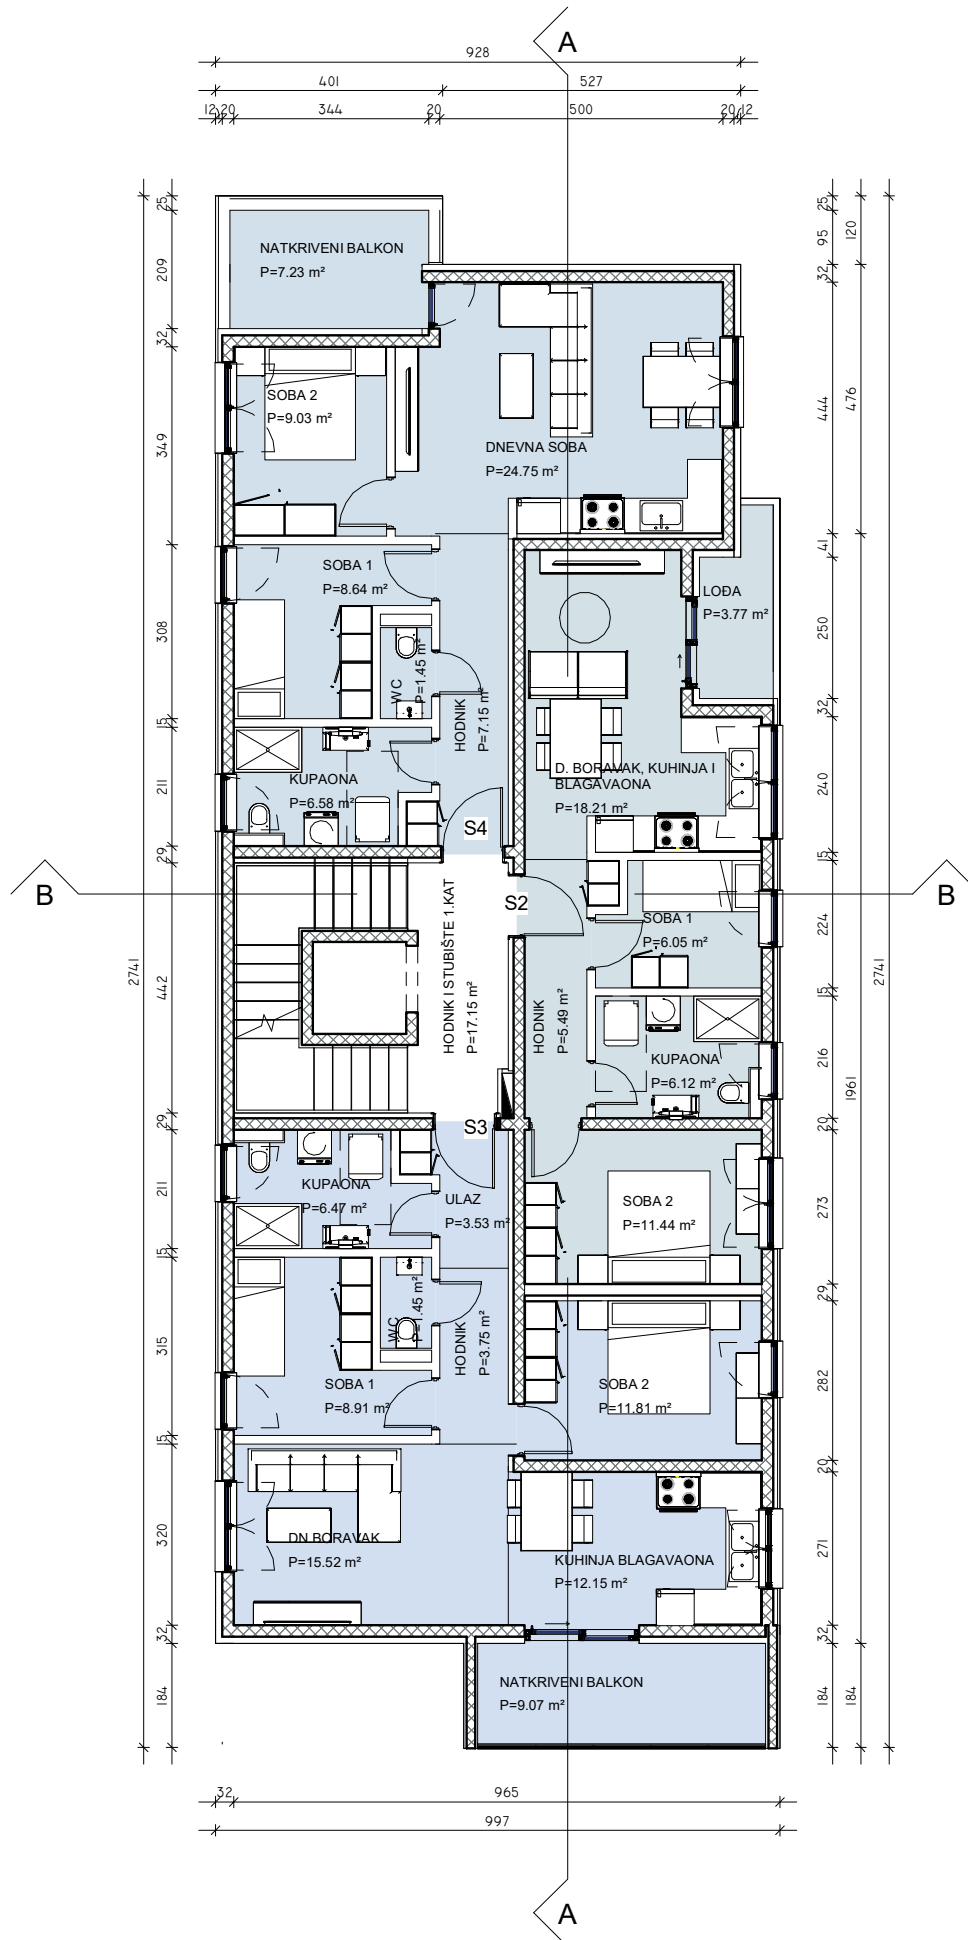 A
928
401
527
12
20
344
20
500
20
12
25
209
32
349
308
15
211
29
442
29
211
15
315
15
320
32
184
2741
25
95
32
444
41
250
32
240
15
224
15
216
20
273
29
282
20
271
32
184
120
476
1961
184
2741
NATKRIVENI BALKON
P=7.23 m²
SOBA 2
P=9.03 m²
DNEVNA SOBA
P=24.75 m²
SOBA 1
P=8.64 m²
WC
P=1.45 m²
HODNIK
P=7.15 m²
LOĐA
P=3.77 m²
KUPAONA
P=6.58 m²
D. BORAVAK, KUHINJA I
BLAGAVAONA
P=18.21 m²
S4
B
B
S2
SOBA 1
P=6.05 m²
HODNIK I STUBIŠTE 1.KAT
P=17.15 m²
HODNIK
P=5.49 m²
KUPAONA
P=6.12 m²
S3
KUPAONA
P=6.47 m²
ULAZ
P=3.53 m²
SOBA 2
P=11.44 m²
WC
P=1.45 m²
HODNIK
P=3.75 m²
SOBA 1
P=8.91 m²
SOBA 2
P=11.81 m²
DN BORAVAK
P=15.52 m²
KUHINJA BLAGAVAONA
P=12.15 m²
NATKRIVENI BALKON
P=9.07 m²
32
965
997
A